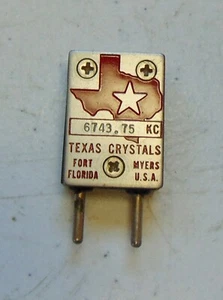 6743.75 KC
TEXAS CRYSTALS
FORT MYERS
FLORIDA U.S.A.